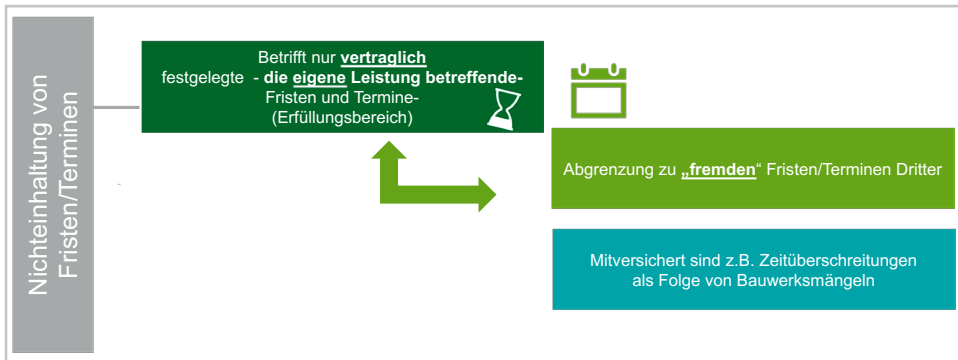 Nichteinhaltung von
Fristen/Terminen
Betrifft nur vertraglich
festgelegte - die eigene Leistung betreffende-
Fristen und Termine-
(Erfüllungsbereich)
Abgrenzung zu „fremden“ Fristen/Terminen Dritter
Mitversichert sind z.B. Zeitüberschreitungen
als Folge von Bauwerksmängeln